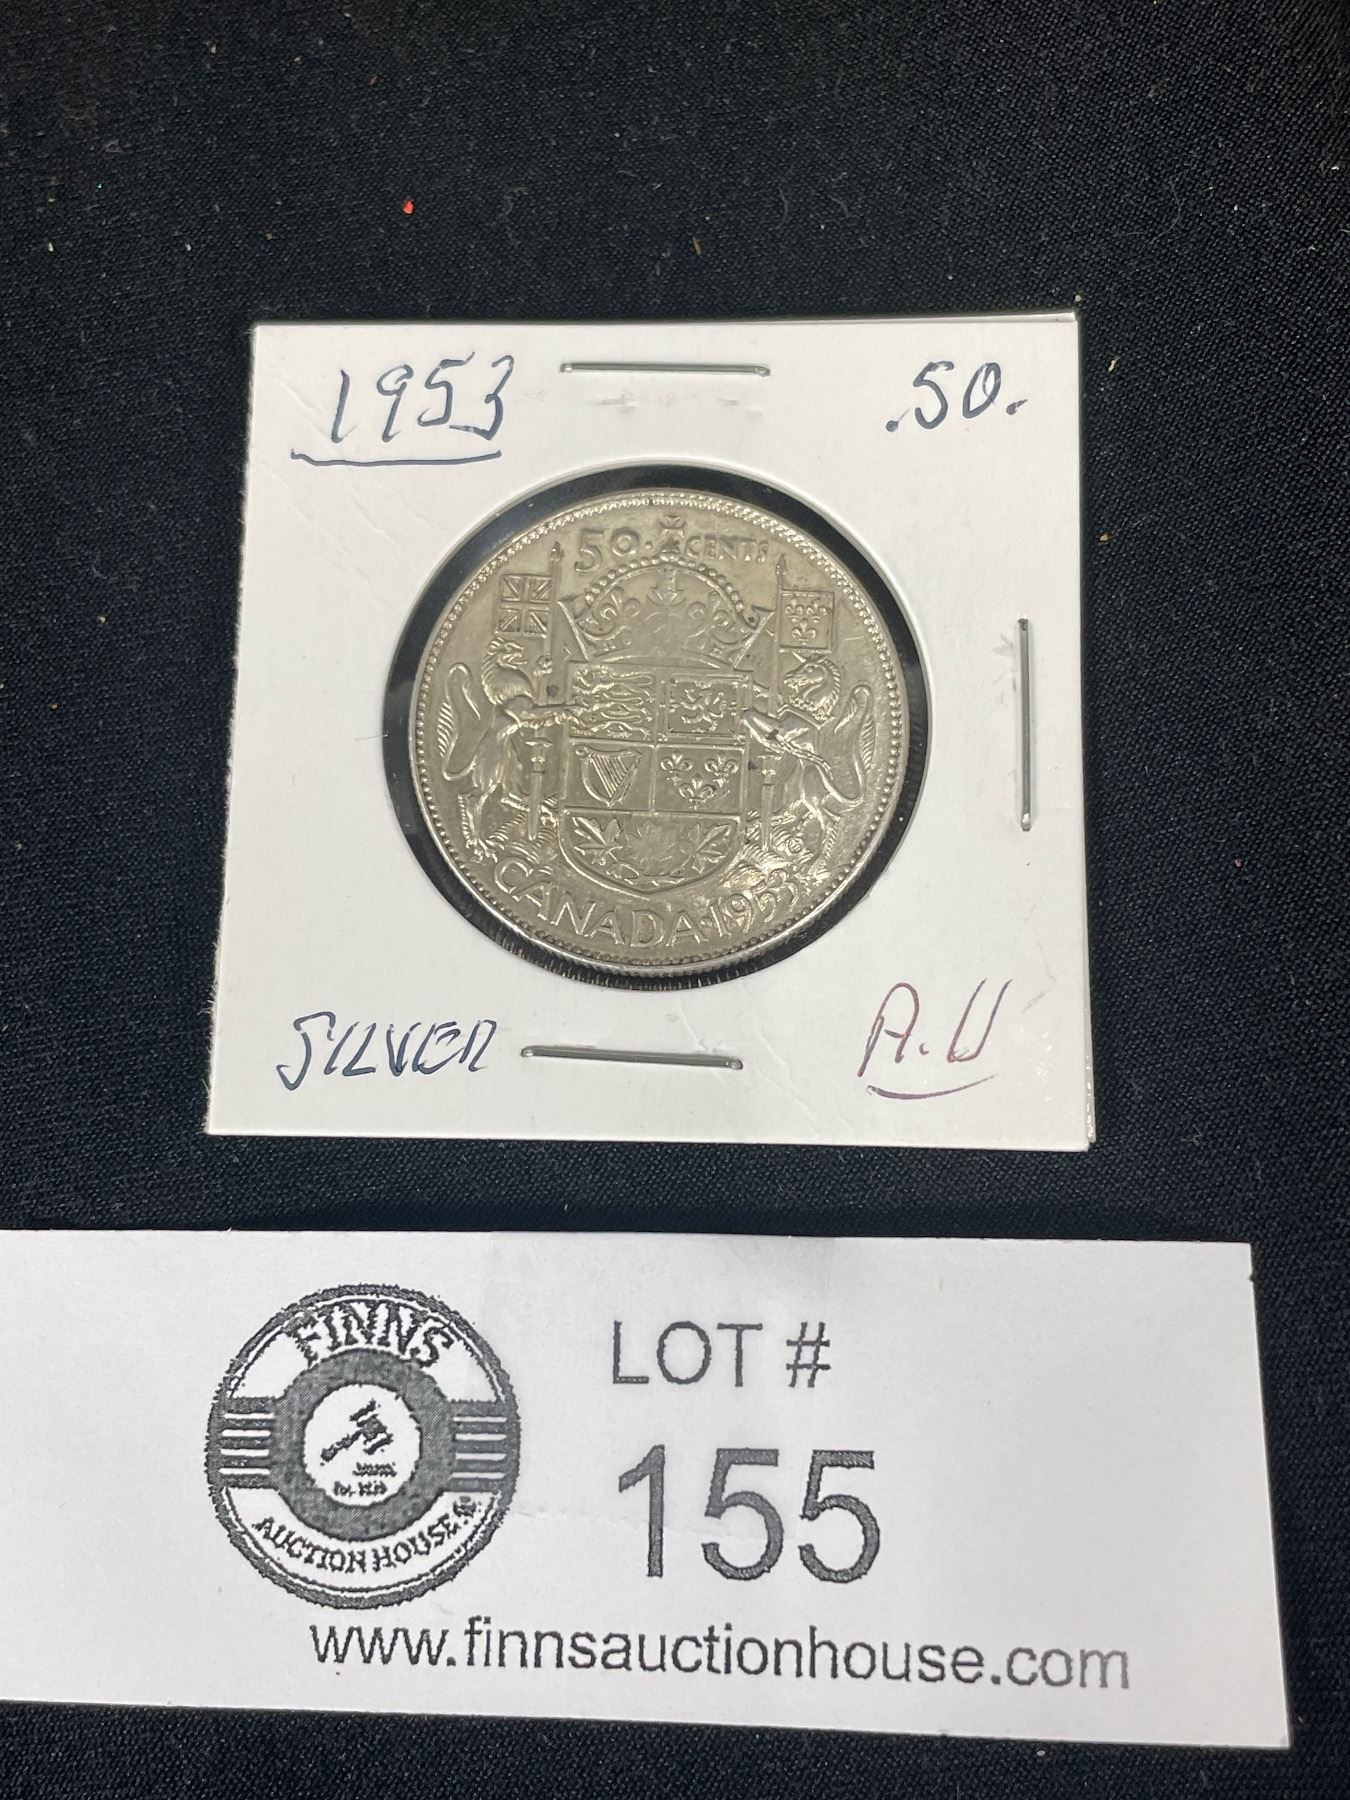 1953
.50.
50. CENTS
CANADA.1953
SILVER
A.U
FINNS
AUCTION HOUSE
LOT #
155
www.finnsauctionhouse.com